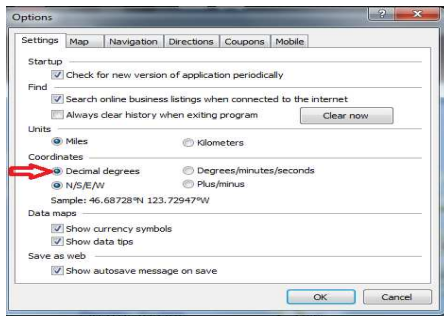 Options
Settings Map Navigation Directions Coupons Mobile
Startup
Check for new version of application periodically
Find
Search online business listings when connected to the internet
Always clear history when exiting program Clear now
Units
Miles Kilometers
Coordinates
Decimal degrees Degrees/minutes/seconds
N/S/E/W Plus/minus
Sample: 46.68728°N 123.72947°W
Data maps
Show currency symbols
Show data tips
Save as web
Show autosave message on save
OK Cancel